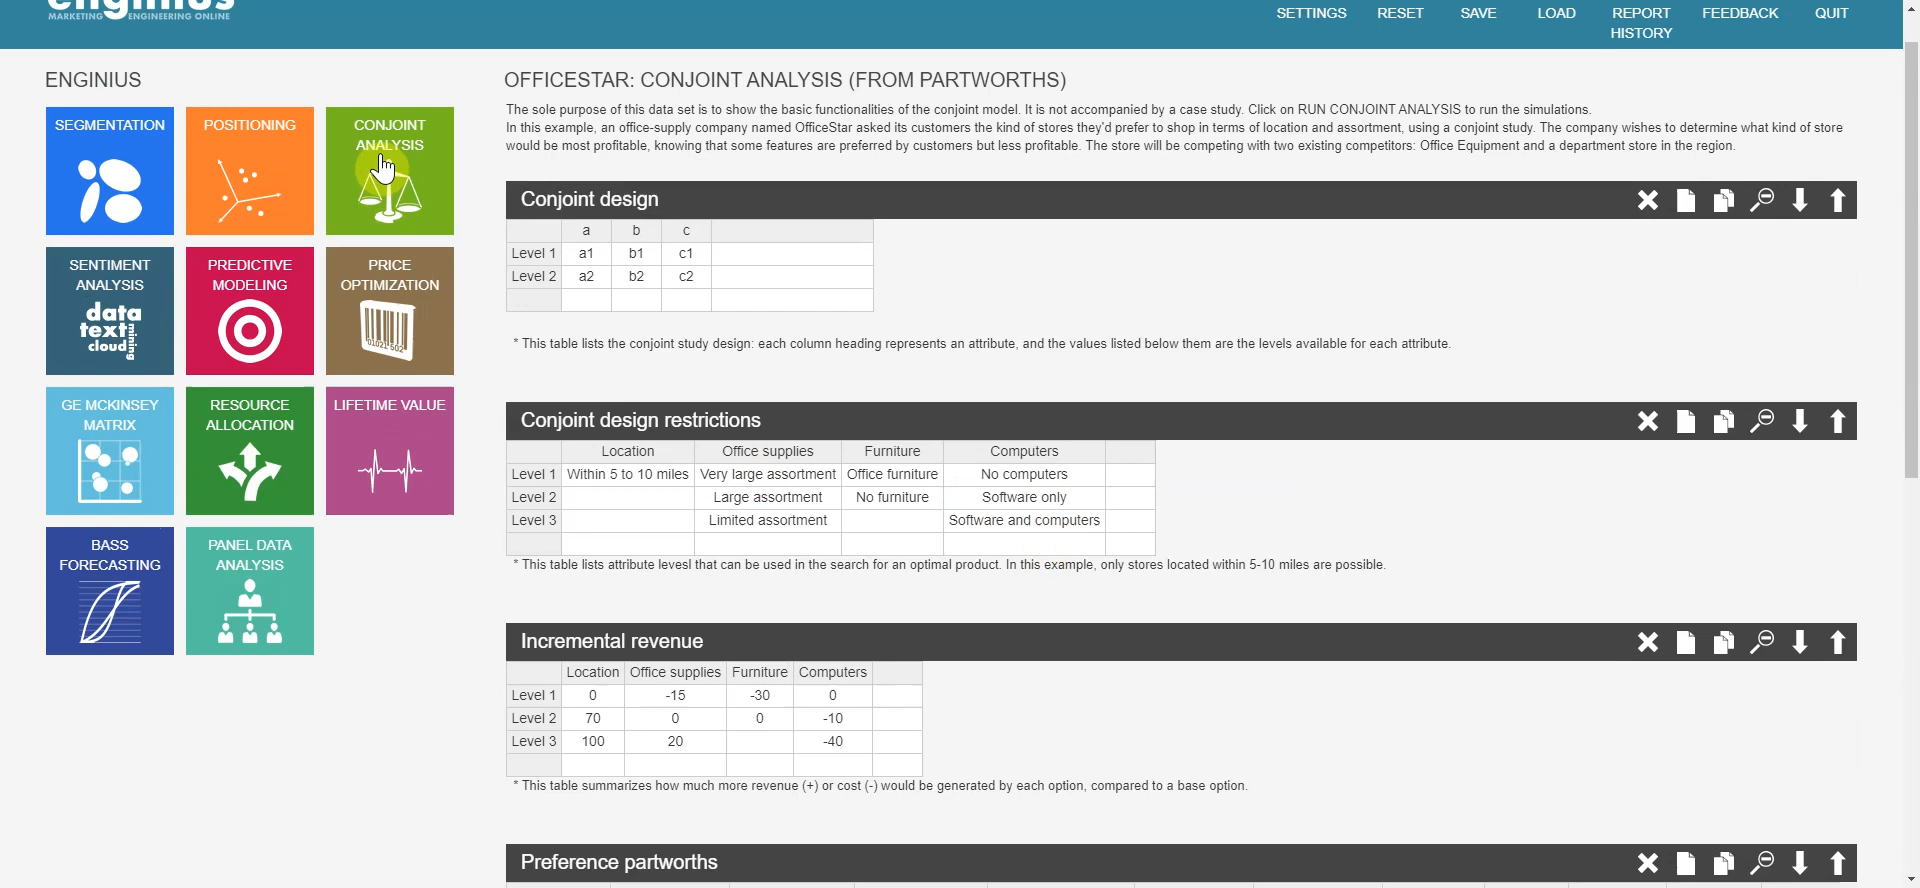 enginius
MARKETING ENGINEERING ONLINE
SETTINGS RESET SAVE LOAD REPORT HISTORY FEEDBACK QUIT
ENGINIUS
SEGMENTATION
POSITIONING
CONJOINT
ANALYSIS
SENTIMENT
ANALYSIS
data
text
mining
cloud
PREDICTIVE
MODELING
PRICE
OPTIMIZATION
01021 502
GE MCKINSEY
MATRIX
RESOURCE
ALLOCATION
LIFETIME VALUE
BASS
FORECASTING
PANEL DATA
ANALYSIS
OFFICESTAR: CONJOINT ANALYSIS (FROM PARTWORTHS)
The sole purpose of this data set is to show the basic functionalities of the conjoint model. It is not accompanied by a case study. Click on RUN CONJOINT ANALYSIS to run the simulations.
In this example, an office-supply company named OfficeStar asked its customers the kind of stores they'd prefer to shop in terms of location and assortment, using a conjoint study. The company wishes to determine what kind of store
would be most profitable, knowing that some features are preferred by customers but less profitable. The store will be competing with two existing competitors: Office Equipment and a department store in the region.
Conjoint design
a b c
Level 1 a1 b1 c1
Level 2 a2 b2 c2
* This table lists the conjoint study design: each column heading represents an attribute, and the values listed below them are the levels available for each attribute.
Conjoint design restrictions
Location Office supplies Furniture Computers
Level 1 Within 5 to 10 miles Very large assortment Office furniture No computers
Level 2 Large assortment No furniture Software only
Level 3 Limited assortment Software and computers
* This table lists attribute levesl that can be used in the search for an optimal product. In this example, only stores located within 5-10 miles are possible.
Incremental revenue
Location Office supplies Furniture Computers
Level 1 0 -15 -30 0
Level 2 70 0 0 -10
Level 3 100 20 -40
* This table summarizes how much more revenue (+) or cost (-) would be generated by each option, compared to a base option.
Preference partworths